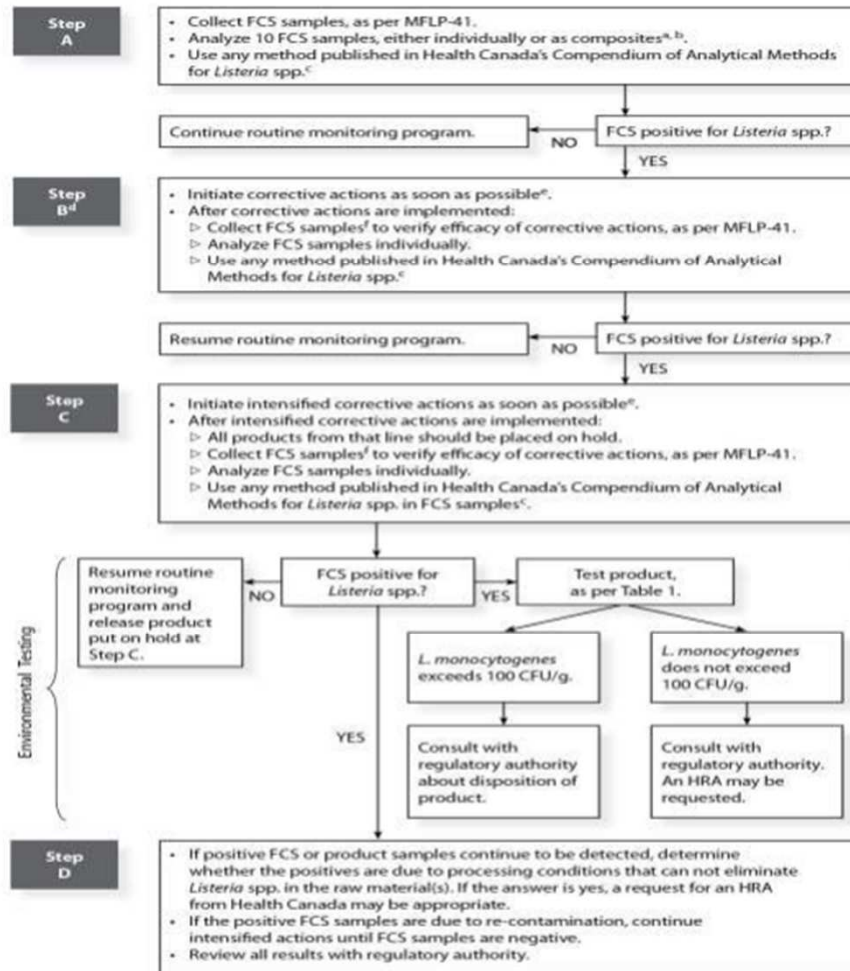 Step
A
• Collect FCS samples, as per MFLP-41.
• Analyze 10 FCS samples, either individually or as composites^a, b.
• Use any method published in Health Canada's Compendium of Analytical Methods
for Listeria spp.^c
Continue routine monitoring program.
NO
FCS positive for Listeria spp.?
YES
Step
B^d
• Initiate corrective actions as soon as possible^e.
• After corrective actions are implemented:
▷ Collect FCS samples^f to verify efficacy of corrective actions, as per MFLP-41.
▷ Analyze FCS samples individually.
▷ Use any method published in Health Canada's Compendium of Analytical
Methods for Listeria spp.^c
Resume routine monitoring program.
NO
FCS positive for Listeria spp.?
YES
Step
C
• Initiate intensified corrective actions as soon as possible^e.
• After intensified corrective actions are implemented:
▷ All products from that line should be placed on hold.
▷ Collect FCS samples^f to verify efficacy of corrective actions, as per MFLP-41.
▷ Analyze FCS samples individually.
▷ Use any method published in Health Canada's Compendium of Analytical
Methods for Listeria spp. in FCS samples^c.
Environmental Testing
Resume routine
monitoring
program and
release product
put on hold at
Step C.
NO
FCS positive for
Listeria spp.?
YES
Test product,
as per Table 1.
L. monocytogenes
exceeds 100 CFU/g.
L. monocytogenes
does not exceed
100 CFU/g.
YES
Consult with
regulatory authority
about disposition of
product.
Consult with
regulatory authority.
An HRA may be
requested.
Step
D
• If positive FCS or product samples continue to be detected, determine
whether the positives are due to processing conditions that can not eliminate
Listeria spp. in the raw material(s). If the answer is yes, a request for an HRA
from Health Canada may be appropriate.
• If the positive FCS samples are due to re-contamination, continue
intensified actions until FCS samples are negative.
• Review all results with regulatory authority.